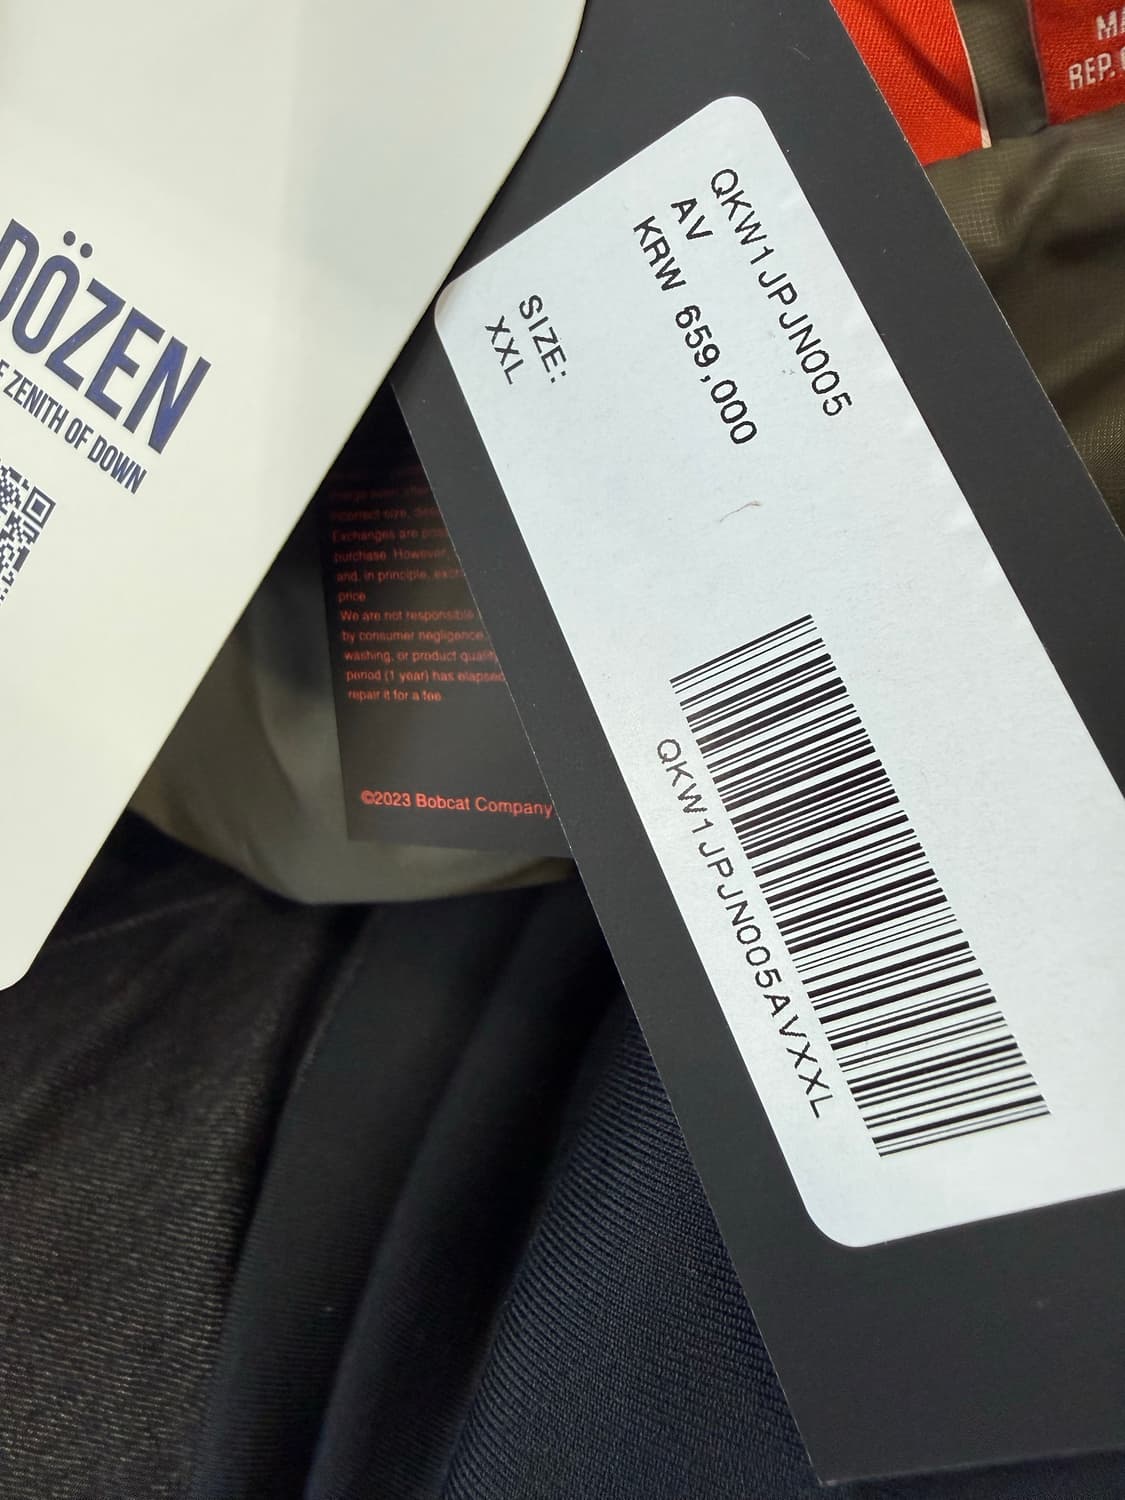 DÖZEN
ZENITH OF DOWN
QKW1JPJN005
AV
KRW 659,000
SIZE:
XXL
QKW1JPJN005AVXXL
incorrect size,
Exchanges are
purchase. However,
and, in principle,
price.
We are not responsible
by consumer negligence
washing, or product quality
period (1 year) has elapsed
repair it for a fee.
©2023 Bobcat Company
REP.